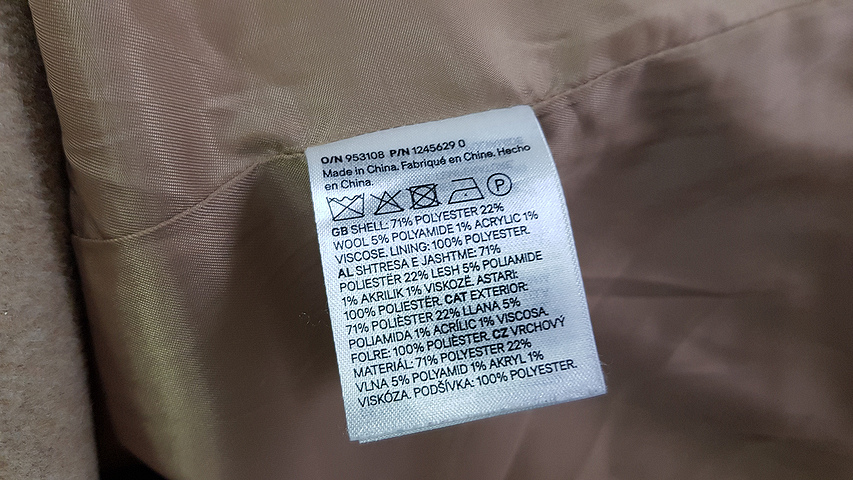 O/N 953108 P/N 1245629 0
Made in China. Fabriqué en Chine. Hecho
en China.
P
GB SHELL: 71% POLYESTER 22%
WOOL 5% POLYAMIDE 1% ACRYLIC 1%
VISCOSE. LINING: 100% POLYESTER.
AL SHTRESA E JASHTME: 71%
POLIESTËR 22% LESH 5% POLIAMIDE
1% AKRILIK 1% VISKOZË. ASTARI:
100% POLIESTËR. CAT EXTERIOR:
71% POLIÈSTER 22% LLANA 5%
POLIAMIDA 1% ACRÍLIC 1% VISCOSA.
FOLRE: 100% POLIÈSTER. CZ VRCHOVÝ
MATERIÁL: 71% POLYESTER 22%
VLNA 5% POLYAMID 1% AKRYL 1%
VISKÓZA. PODŠÍVKA: 100% POLYESTER.